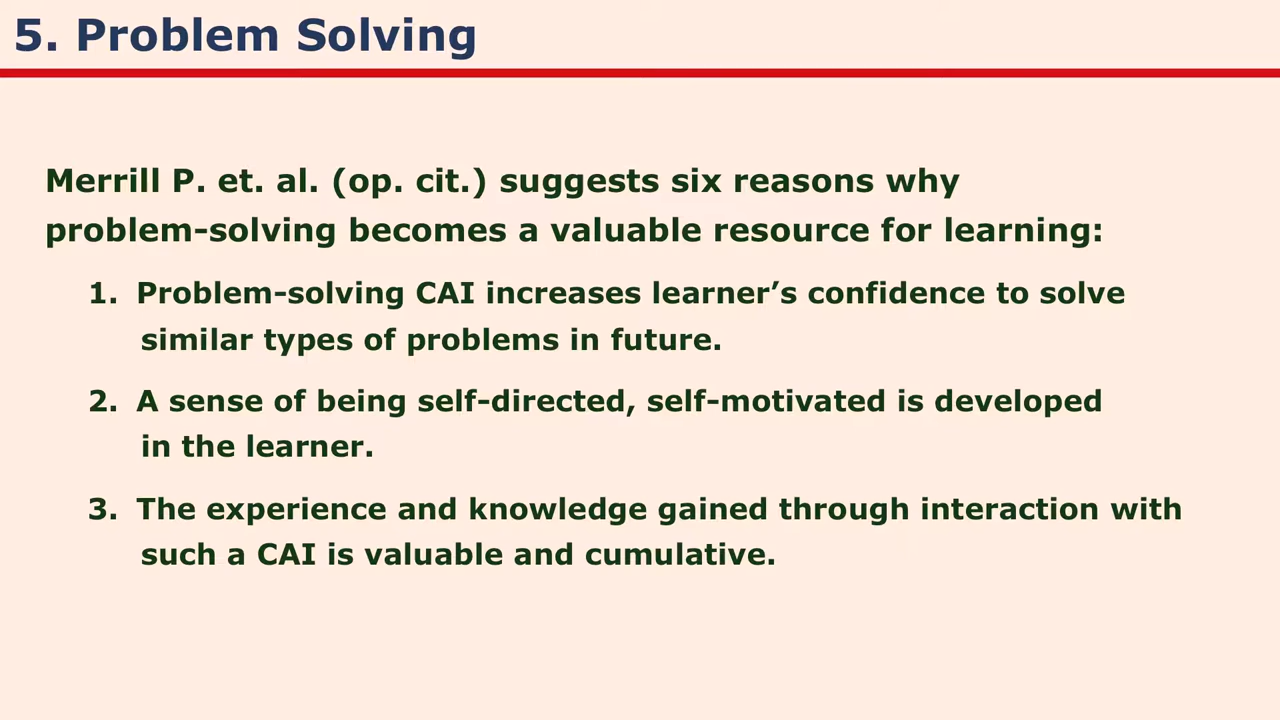 5. Problem Solving
Merrill P. et. al. (op. cit.) suggests six reasons why
problem-solving becomes a valuable resource for learning:
1. Problem-solving CAI increases learner’s confidence to solve
similar types of problems in future.
2. A sense of being self-directed, self-motivated is developed
in the learner.
3. The experience and knowledge gained through interaction with
such a CAI is valuable and cumulative.